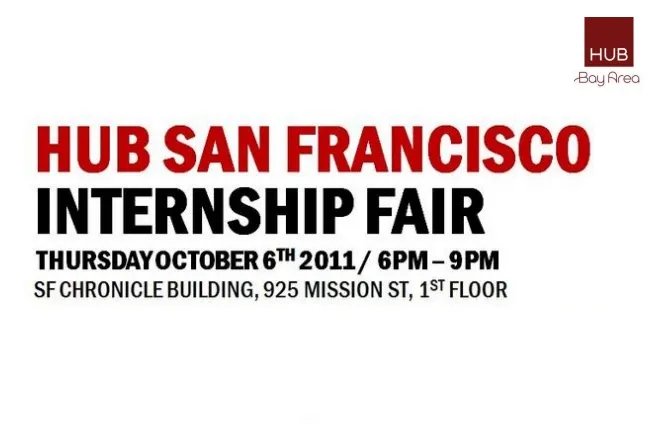 HUB
Bay Area
HUB SAN FRANCISCO
INTERNSHIP FAIR
THURSDAY OCTOBER 6TH 2011 / 6PM – 9PM
SF CHRONICLE BUILDING, 925 MISSION ST, 1ST FLOOR